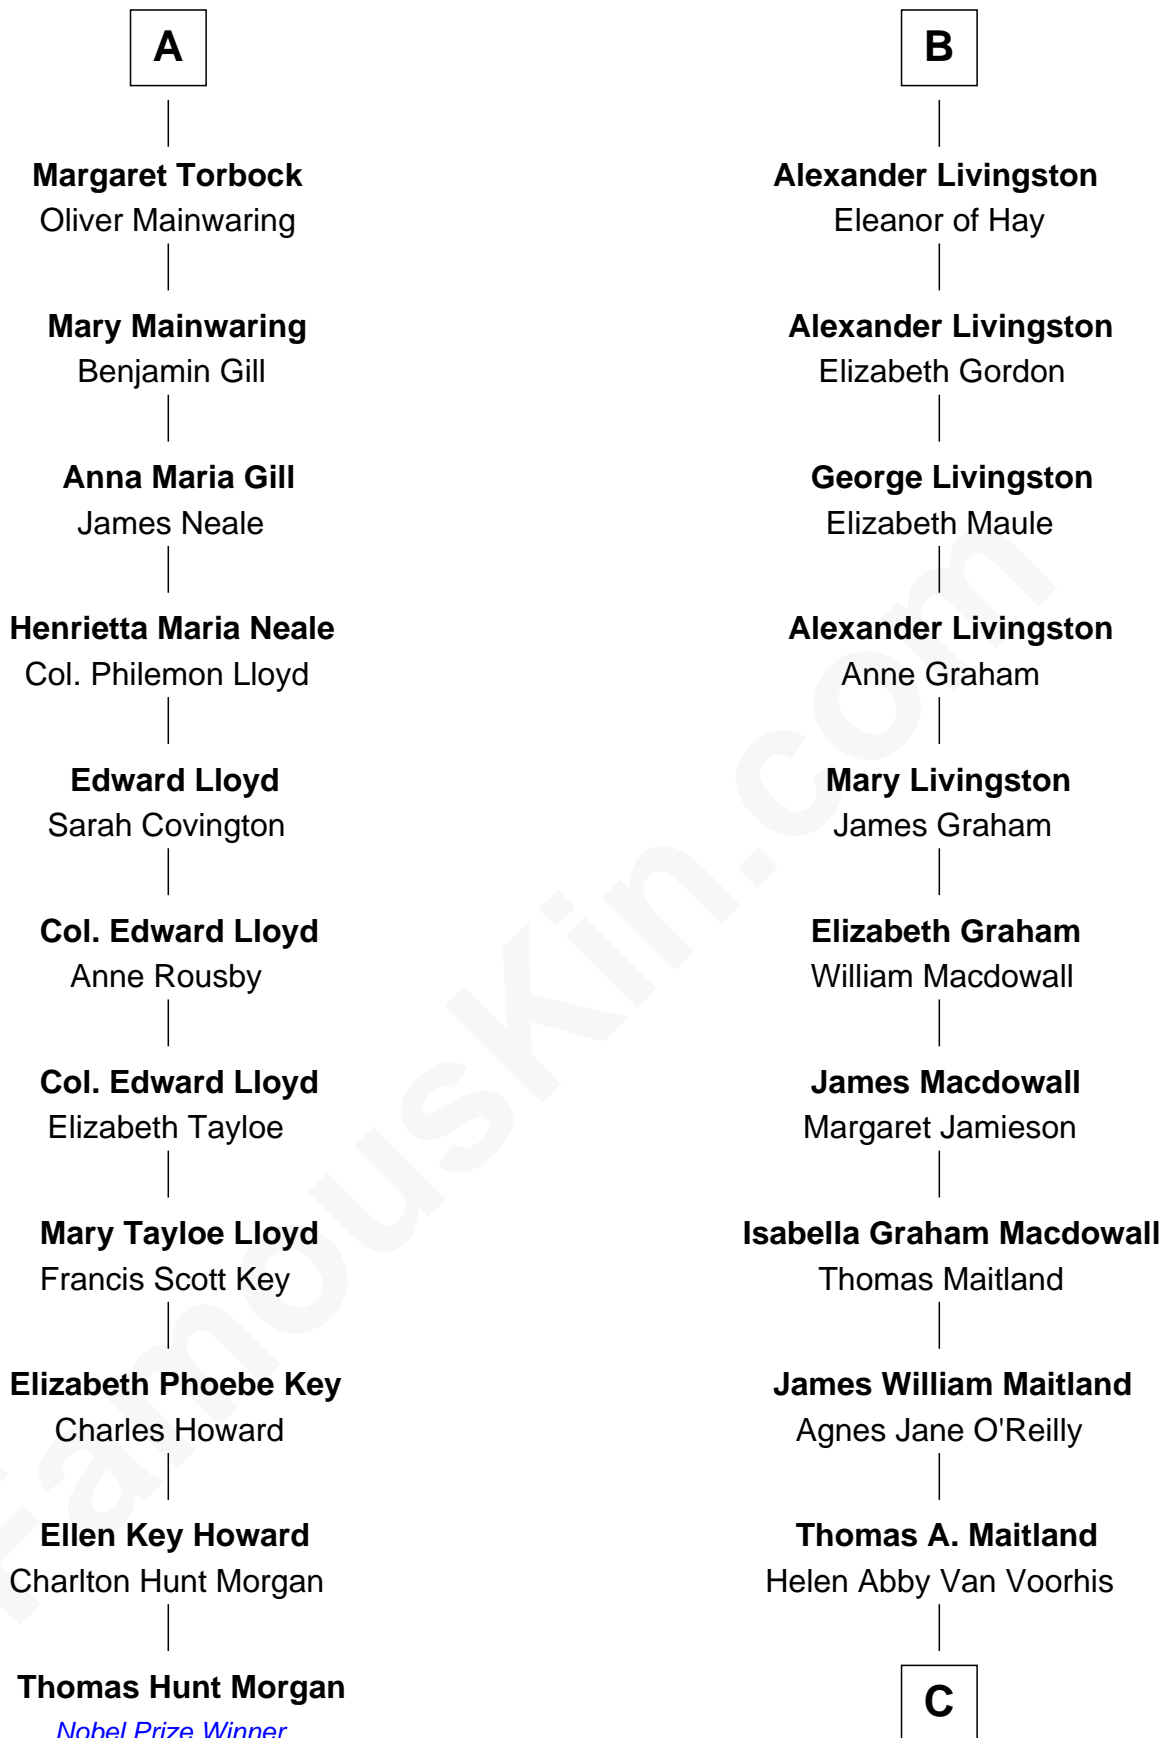 A
Margaret Torbock
Oliver Mainwaring
Mary Mainwaring
Benjamin Gill
Anna Maria Gill
James Neale
Henrietta Maria Neale
Col. Philemon Lloyd
Edward Lloyd
Sarah Covington
Col. Edward Lloyd
Anne Rousby
Col. Edward Lloyd
Elizabeth Tayloe
Mary Tayloe Lloyd
Francis Scott Key
Elizabeth Phoebe Key
Charles Howard
Ellen Key Howard
Charlton Hunt Morgan
Thomas Hunt Morgan
Nobel Prize Winner
B
Alexander Livingston
Eleanor of Hay
Alexander Livingston
Elizabeth Gordon
George Livingston
Elizabeth Maule
Alexander Livingston
Anne Graham
Mary Livingston
James Graham
Elizabeth Graham
William Macdowall
James Macdowall
Margaret Jamieson
Isabella Graham Macdowall
Thomas Maitland
James William Maitland
Agnes Jane O'Reilly
Thomas A. Maitland
Helen Abby Van Voorhis
C
FamousKin.com